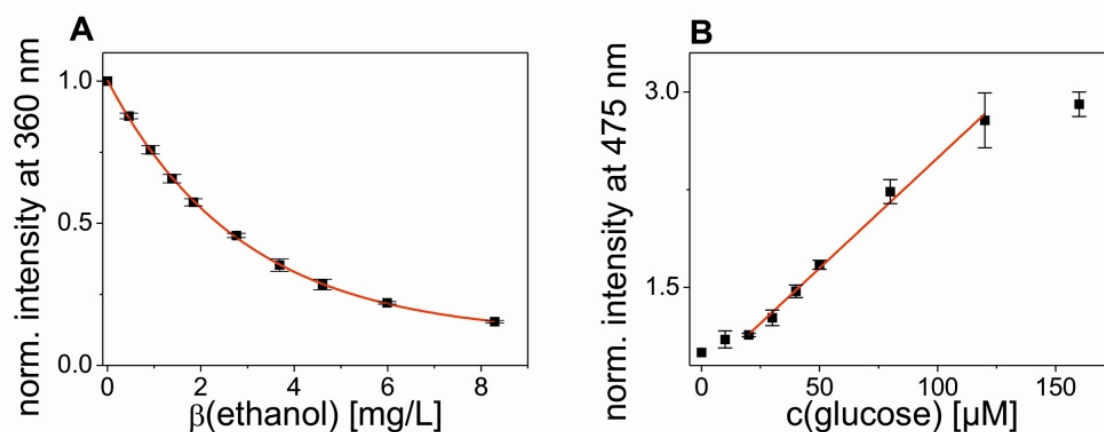 A
norm. intensity at 360 nm
1.0
0.5
0.0
0
2
4
6
8
β(ethanol) [mg/L]
B
norm. intensity at 475 nm
3.0
1.5
0
50
100
150
c(glucose) [µM]